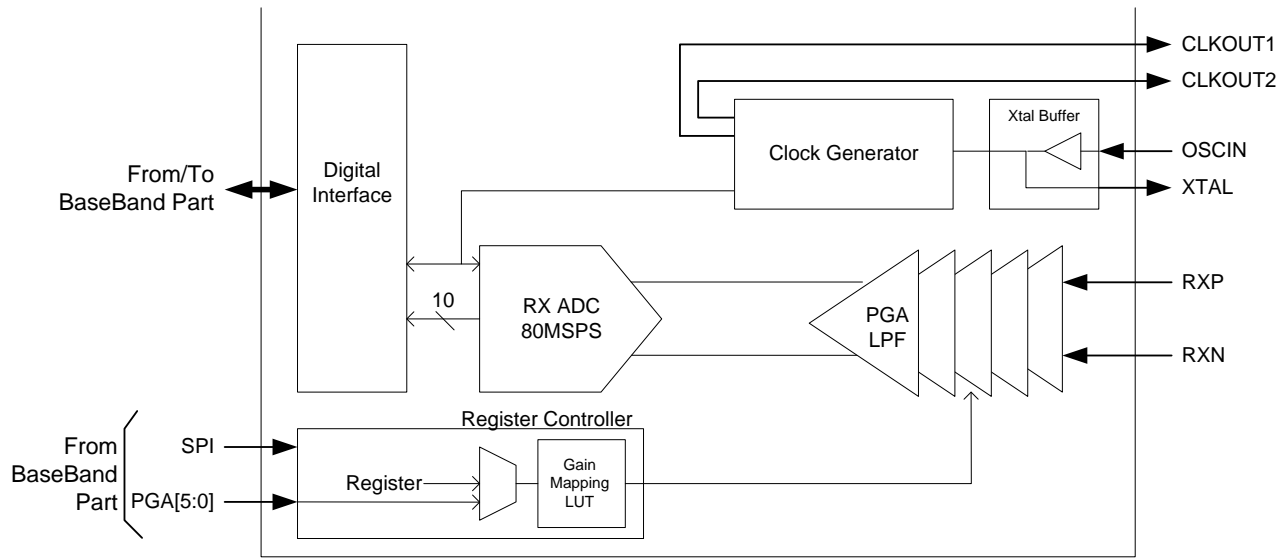 CLKOUT1
CLKOUT2
Xtal Buffer
Clock Generator
OSCIN
XTAL
From/To
BaseBand Part
Digital
Interface
10
RX ADC
80MSPS
PGA
LPF
RXP
RXN
Register Controller
From
BaseBand
Part
SPI
PGA[5:0]
Register
Gain
Mapping
LUT